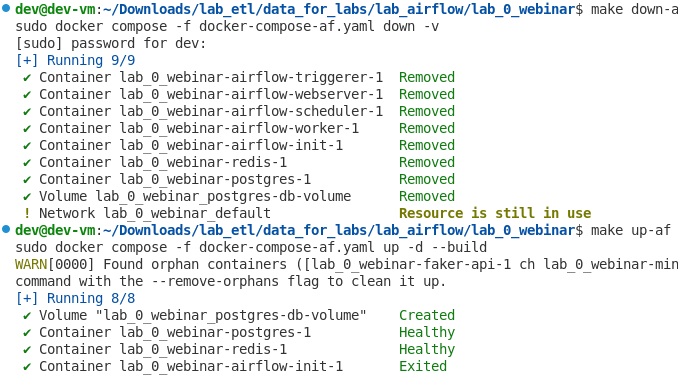 dev@dev-vm:~/Downloads/lab_etl/data_for_labs/lab_airflow/lab_0_webinar$ make down-a
sudo docker compose -f docker-compose-af.yaml down -v
[sudo] password for dev:
[+] Running 9/9
✔ Container lab_0_webinar-airflow-triggerer-1 Removed
✔ Container lab_0_webinar-airflow-webserver-1 Removed
✔ Container lab_0_webinar-airflow-scheduler-1 Removed
✔ Container lab_0_webinar-airflow-worker-1 Removed
✔ Container lab_0_webinar-airflow-init-1 Removed
✔ Container lab_0_webinar-redis-1 Removed
✔ Container lab_0_webinar-postgres-1 Removed
✔ Volume lab_0_webinar_postgres-db-volume Removed
! Network lab_0_webinar_default Resource is still in use
dev@dev-vm:~/Downloads/lab_etl/data_for_labs/lab_airflow/lab_0_webinar$ make up-af
sudo docker compose -f docker-compose-af.yaml up -d --build
WARN[0000] Found orphan containers ([lab_0_webinar-faker-api-1 ch lab_0_webinar-min
command with the --remove-orphans flag to clean it up.
[+] Running 8/8
✔ Volume "lab_0_webinar_postgres-db-volume" Created
✔ Container lab_0_webinar-postgres-1 Healthy
✔ Container lab_0_webinar-redis-1 Healthy
✔ Container lab_0_webinar-airflow-init-1 Exited